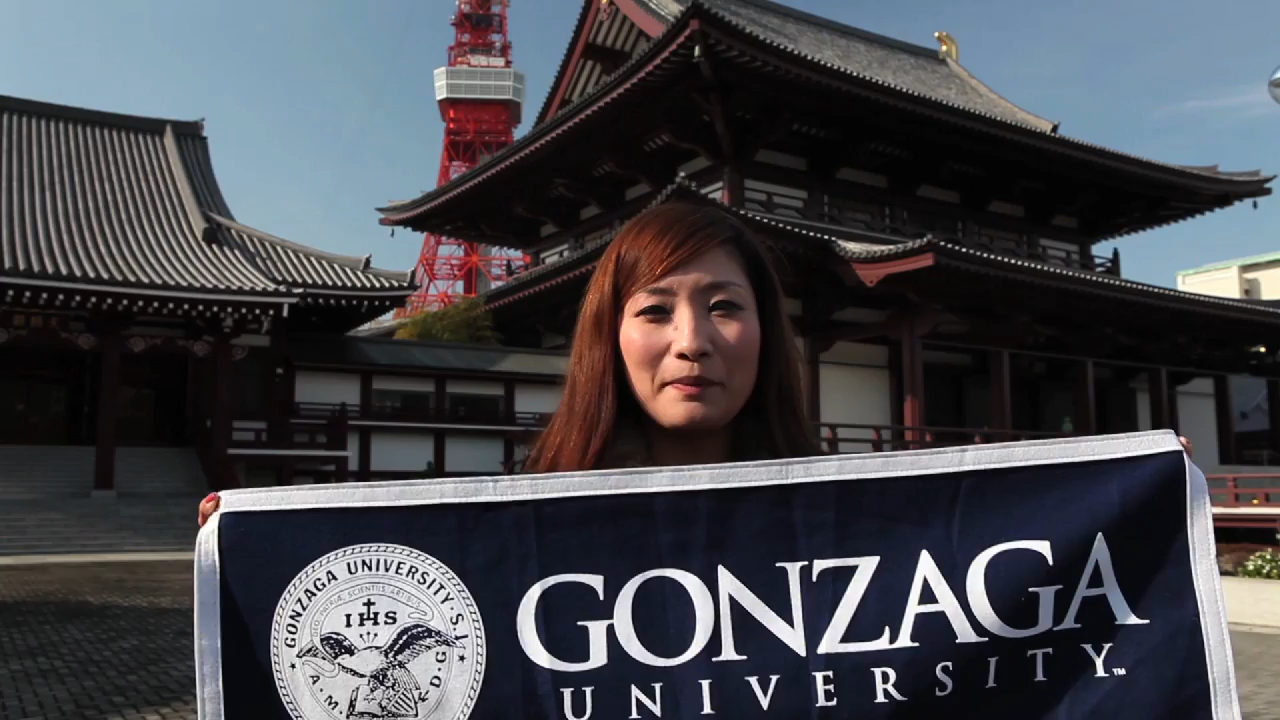 GONZAGA UNIVERSITY · S.J.
IHS
A.M.
D.G.
GONZAGA
UNIVERSITY™